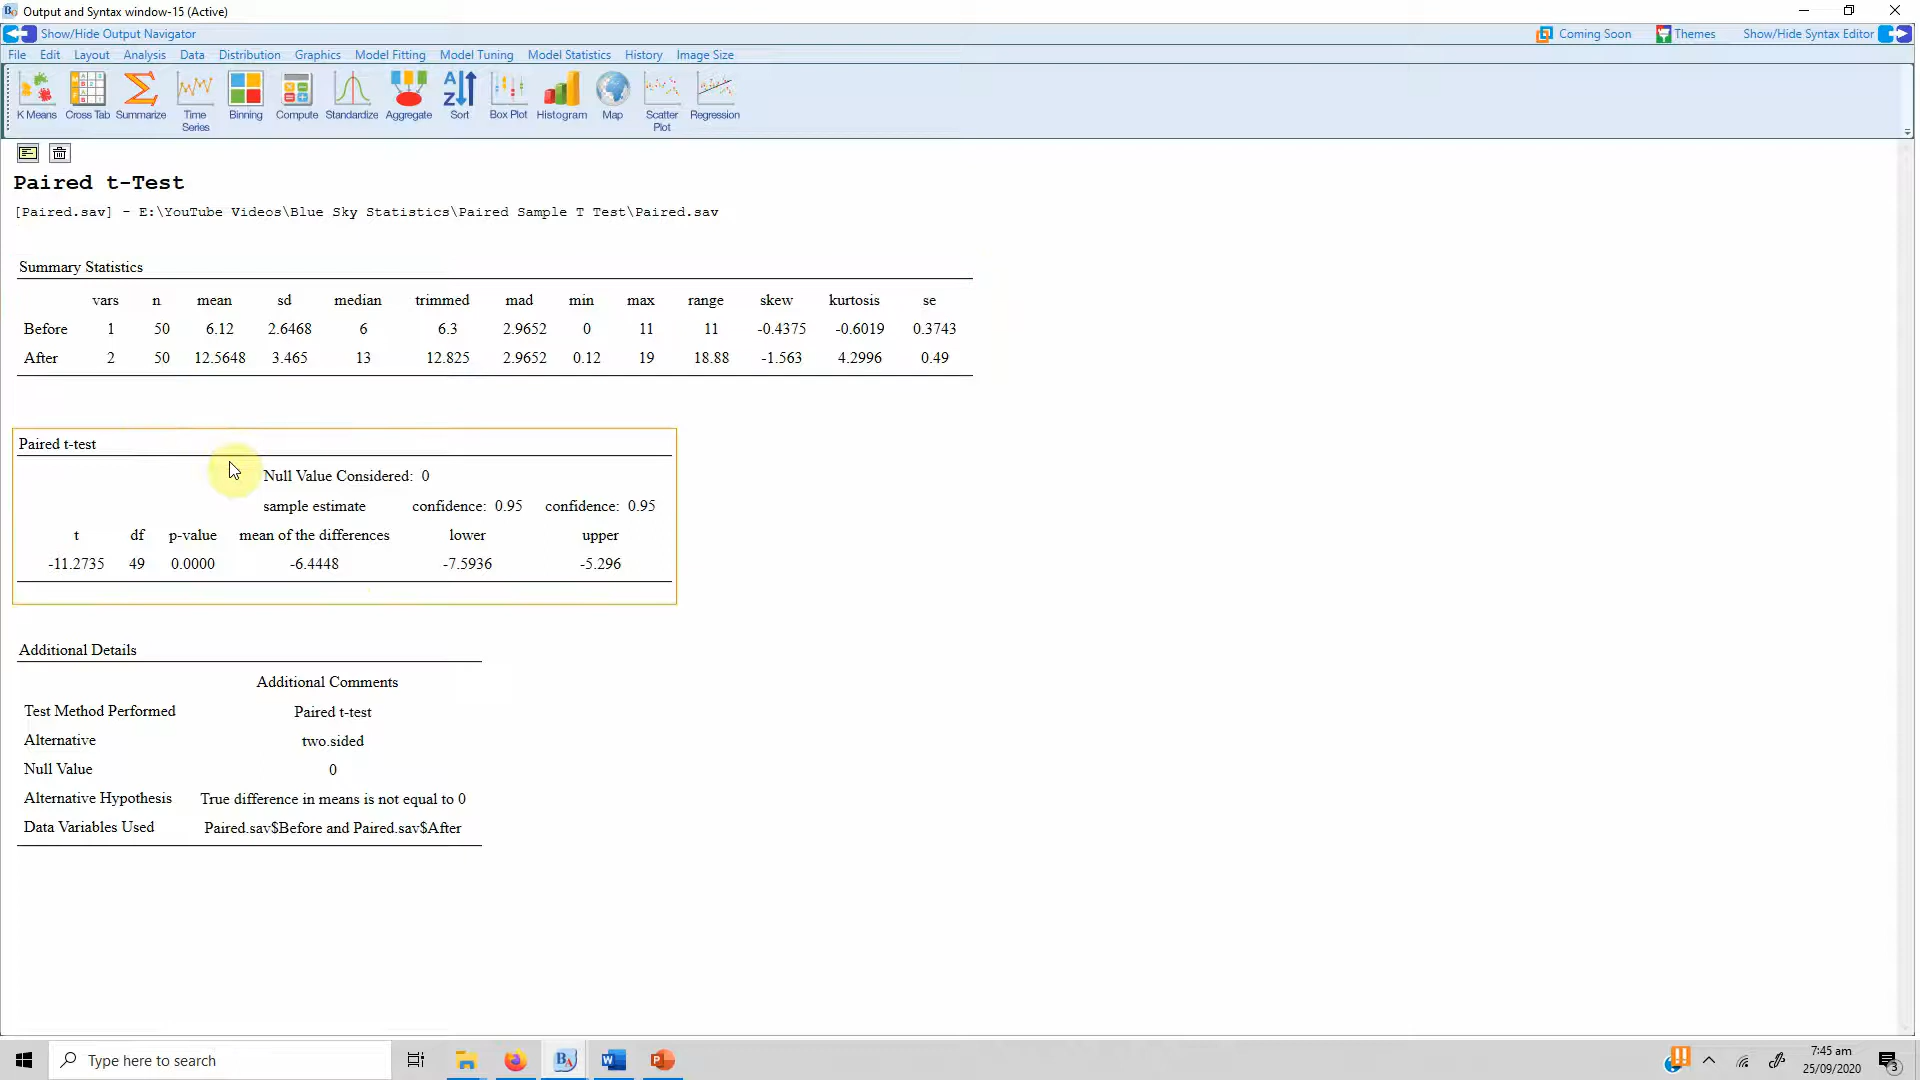 Output and Syntax window-15 (Active)
Show/Hide Output Navigator Coming Soon Themes Show/Hide Syntax Editor
File Edit Layout Analysis Data Distribution Graphics Model Fitting Model Tuning Model Statistics History Image Size
K Means Cross Tab Summarize Time Series Binning Compute Standardize Aggregate Sort Box Plot Histogram Map Scatter Plot Regression
Paired t-Test
[Paired.sav] - E:\YouTube Videos\Blue Sky Statistics\Paired Sample T Test\Paired.sav
Summary Statistics
vars n mean sd median trimmed mad min max range skew kurtosis se
Before 1 50 6.12 2.6468 6 6.3 2.9652 0 11 11 -0.4375 -0.6019 0.3743
After 2 50 12.5648 3.465 13 12.825 2.9652 0.12 19 18.88 -1.563 4.2996 0.49
Paired t-test
Null Value Considered: 0
sample estimate confidence: 0.95 confidence: 0.95
t df p-value mean of the differences lower upper
-11.2735 49 0.0000 -6.4448 -7.5936 -5.296
Additional Details
Additional Comments
Test Method Performed Paired t-test
Alternative two.sided
Null Value 0
Alternative Hypothesis True difference in means is not equal to 0
Data Variables Used Paired.sav$Before and Paired.sav$After
Type here to search
7:45 am
25/09/2020
3